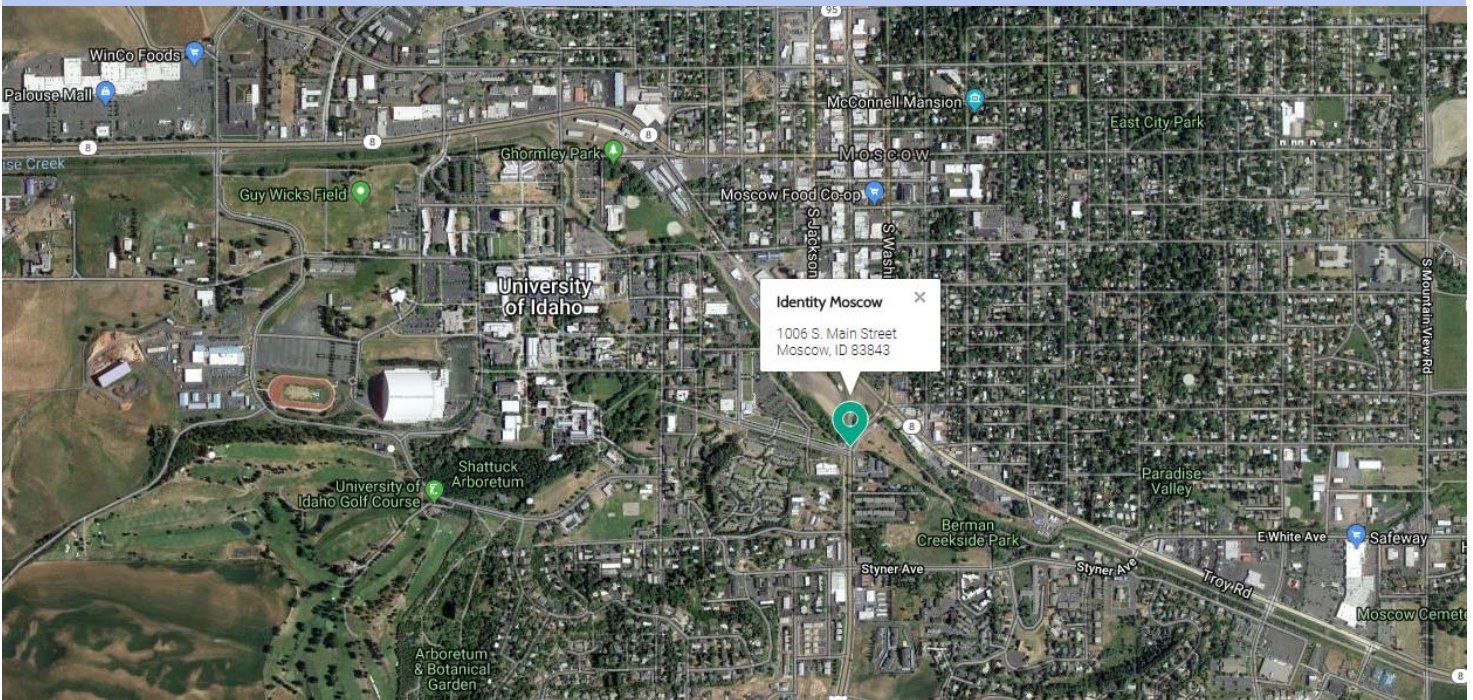 95
WinCo Foods
Palouse Mall
McConnell Mansion
East City Park
8
8
8
Ghormley Park
MOSCOW
ise Creek
Guy Wicks Field
Moscow Food Co-op
S Jackson
S Washi
University
of Idaho
S Mountain View Rd
Identity Moscow
1006 S. Main Street
Moscow, ID 83843
8
Shattuck
Arboretum
University of
Idaho Golf Course
Paradise
Valley
Berman
Creekside Park
E White Ave
Safeway
H
Styner Ave
Styner Ave
Troy Rd
Moscow Cemete
Arboretum
& Botanical
Garden
8